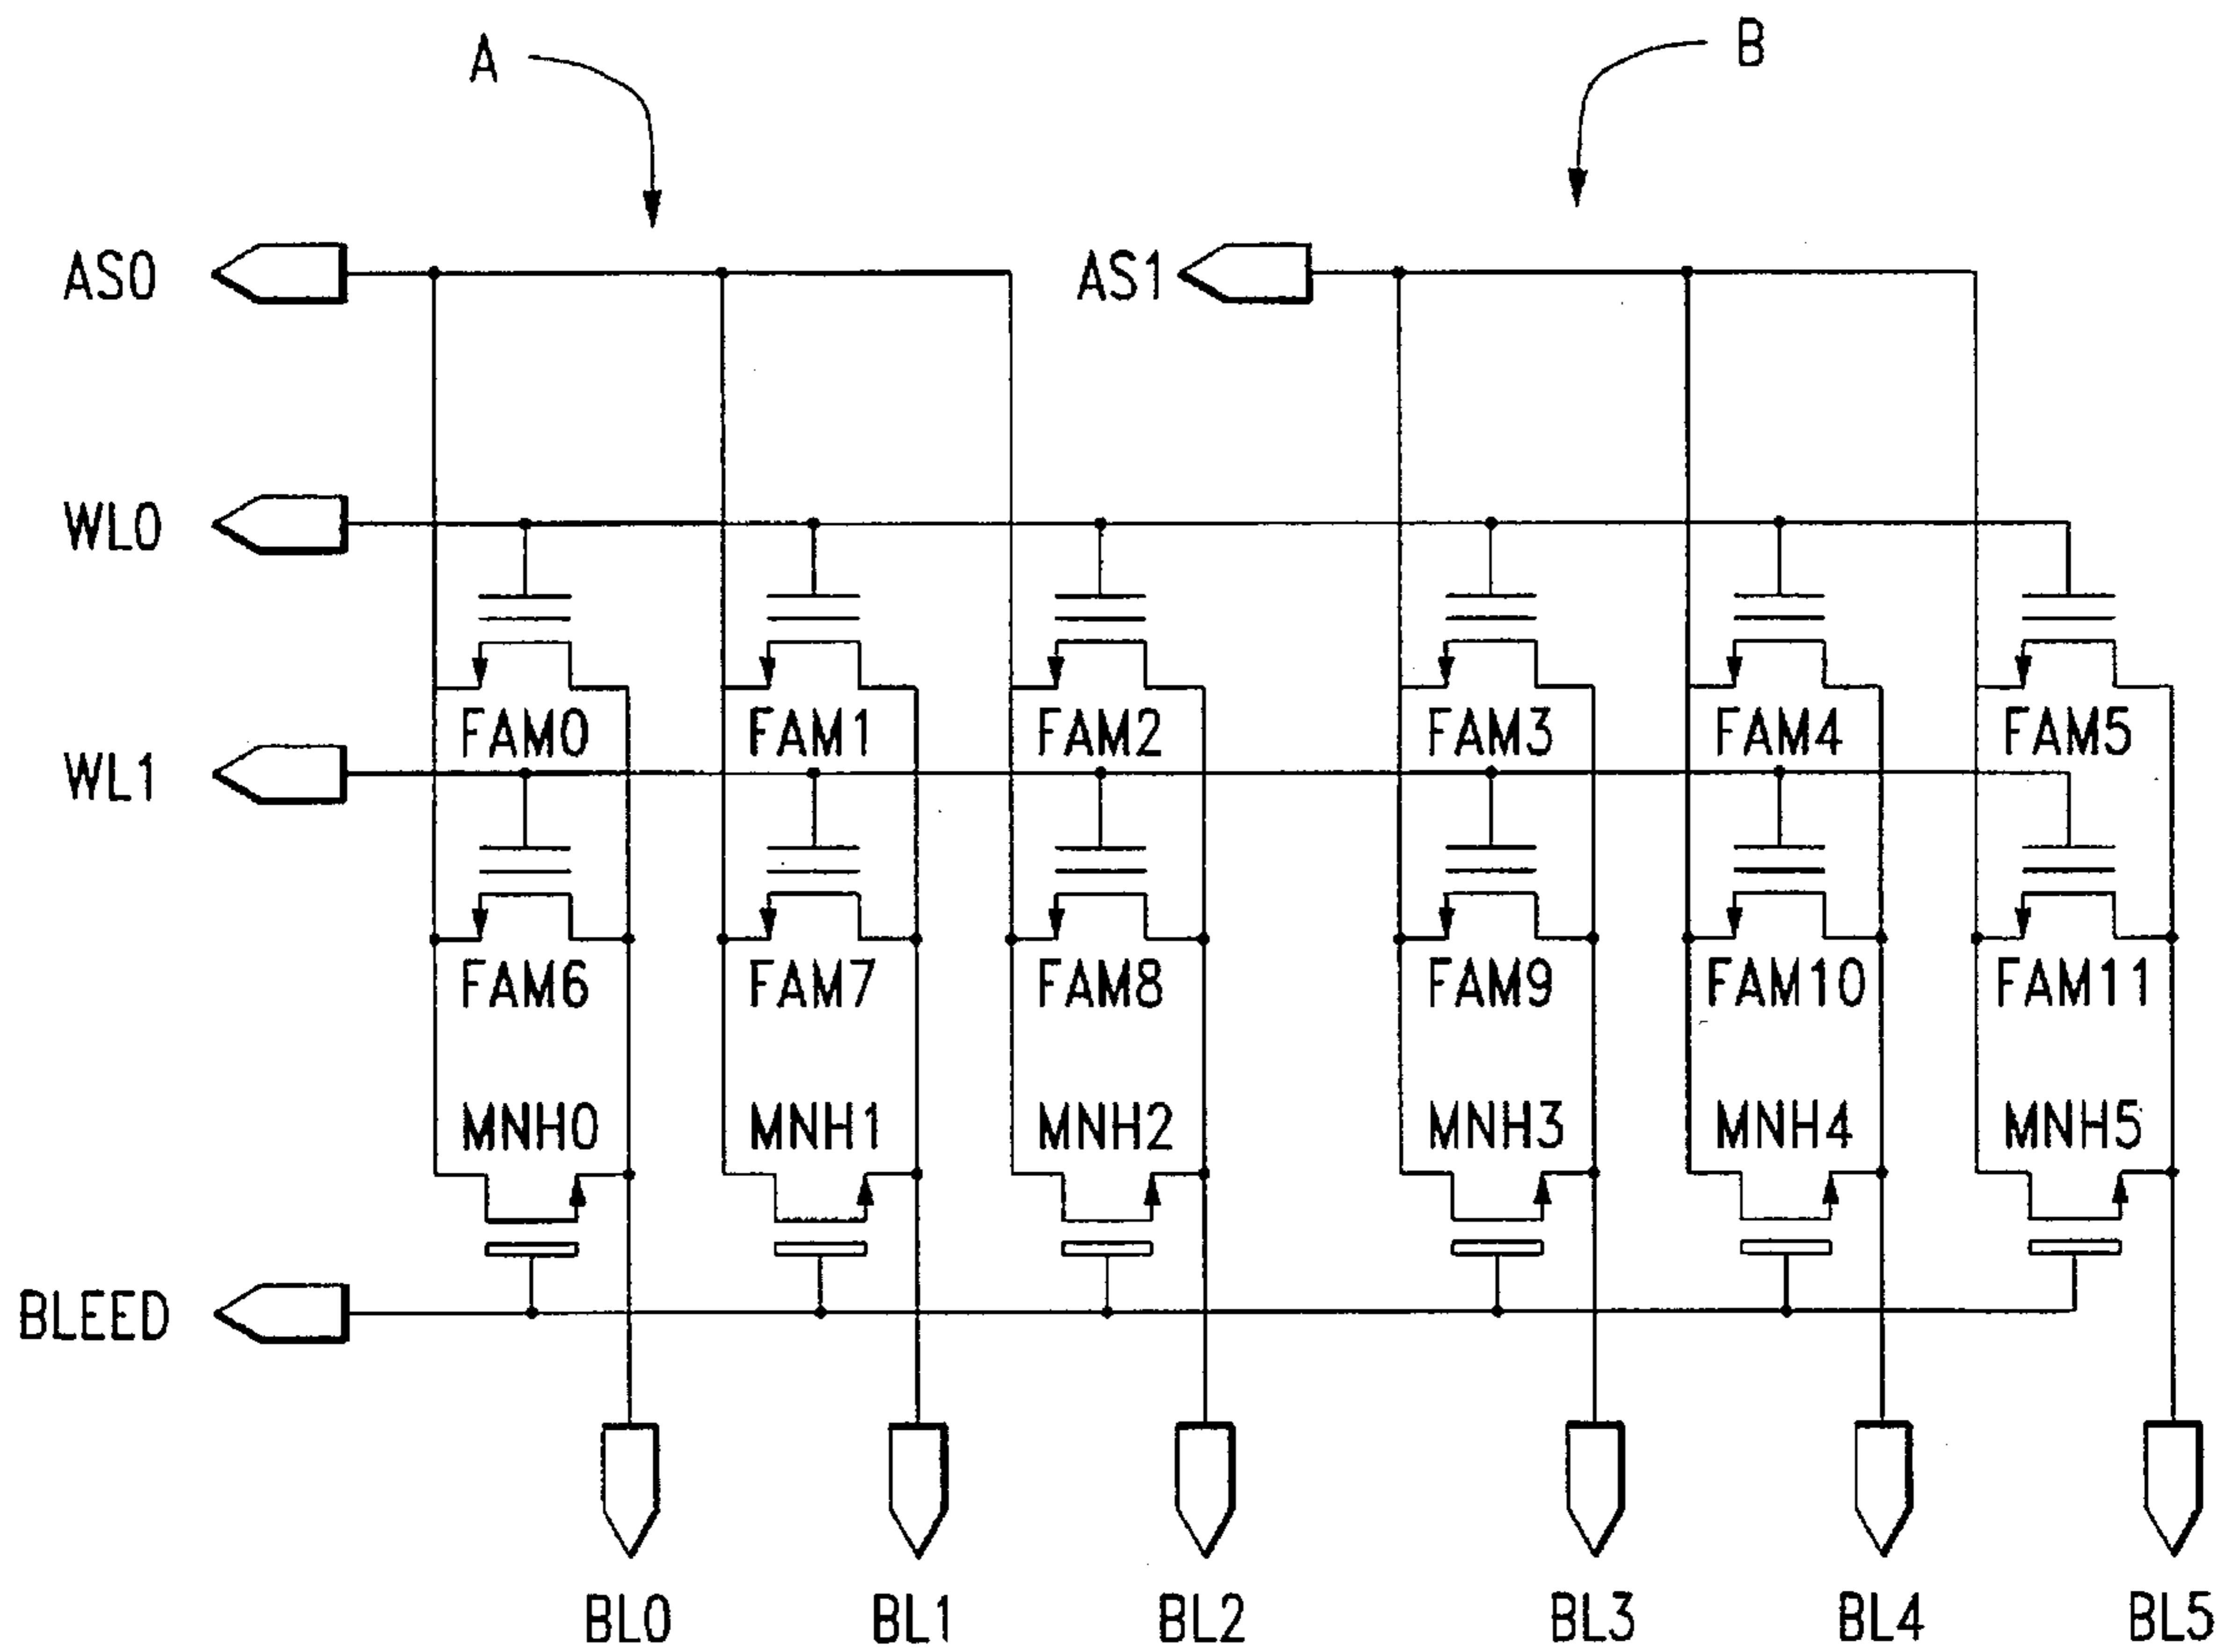 A B
AS0 AS1
WL0
FAM0 FAM1 FAM2 FAM3 FAM4 FAM5
WL1
FAM6 FAM7 FAM8 FAM9 FAM10 FAM11
MNH0 MNH1 MNH2 MNH3 MNH4 MNH5
BLEED
BL0 BL1 BL2 BL3 BL4 BL5